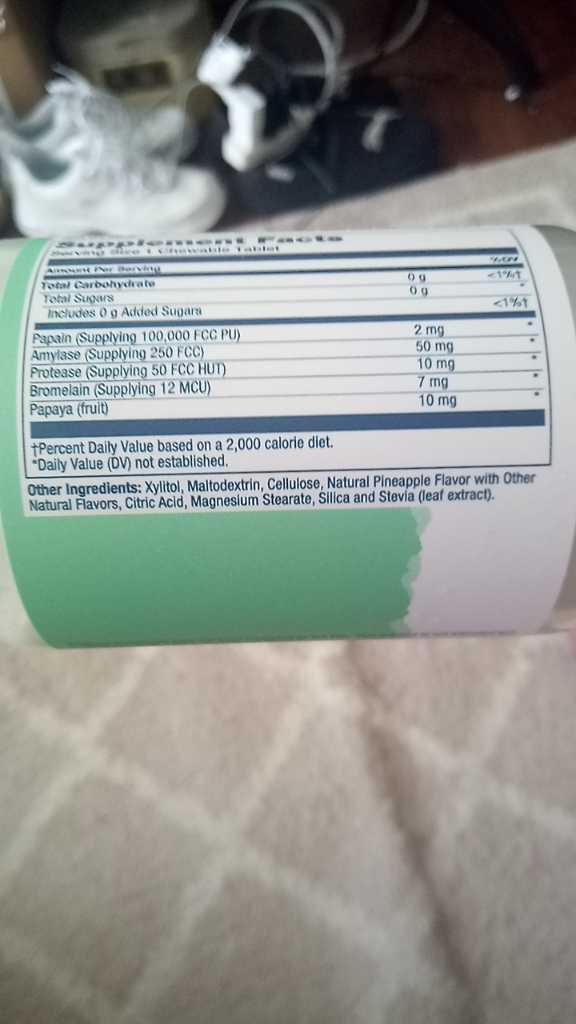 Supplement Facts
Serving Size 1 Chewable Tablet
Amount Per Serving %DV
Total Carbohydrate 0 g <1%†
Total Sugars 0 g *
Includes 0 g Added Sugars <1%†
Papain (Supplying 100,000 FCC PU) 2 mg *
Amylase (Supplying 250 FCC) 50 mg *
Protease (Supplying 50 FCC HUT) 10 mg *
Bromelain (Supplying 12 MCU) 7 mg *
Papaya (fruit) 10 mg *
†Percent Daily Value based on a 2,000 calorie diet.
*Daily Value (DV) not established.
Other Ingredients: Xylitol, Maltodextrin, Cellulose, Natural Pineapple Flavor with Other
Natural Flavors, Citric Acid, Magnesium Stearate, Silica and Stevia (leaf extract).